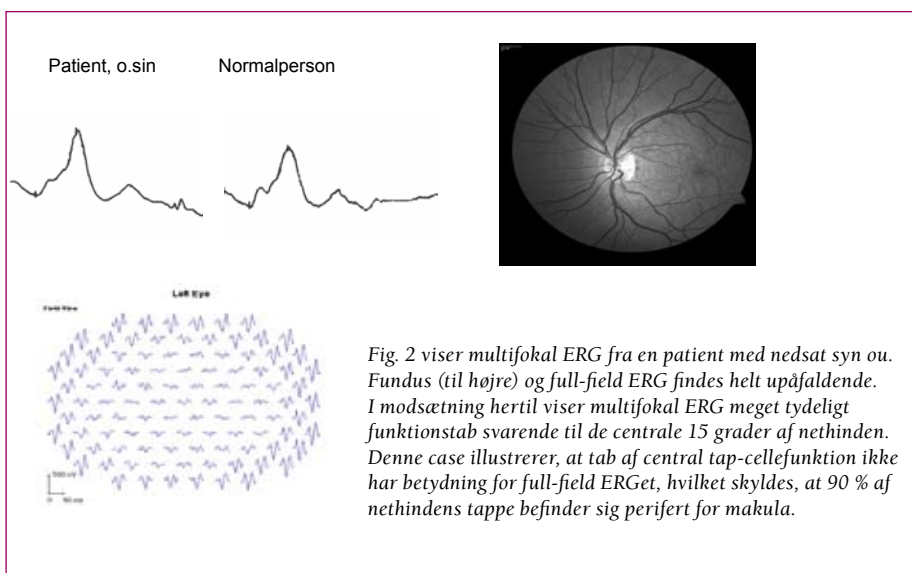 Patient, o.sin
Normalperson
Left Eye
Fig. 2 viser multifokal ERG fra en patient med nedsat syn ou.
Fundus (til højre) og full-field ERG findes helt upåfaldende.
I modsætning hertil viser multifokal ERG meget tydeligt
funktionstab svarende til de centrale 15 grader af nethinden.
Denne case illustrerer, at tab af central tap-cellefunktion ikke
har betydning for full-field ERGet, hvilket skyldes, at 90 % af
nethindens tappe befinder sig perifert for makula.